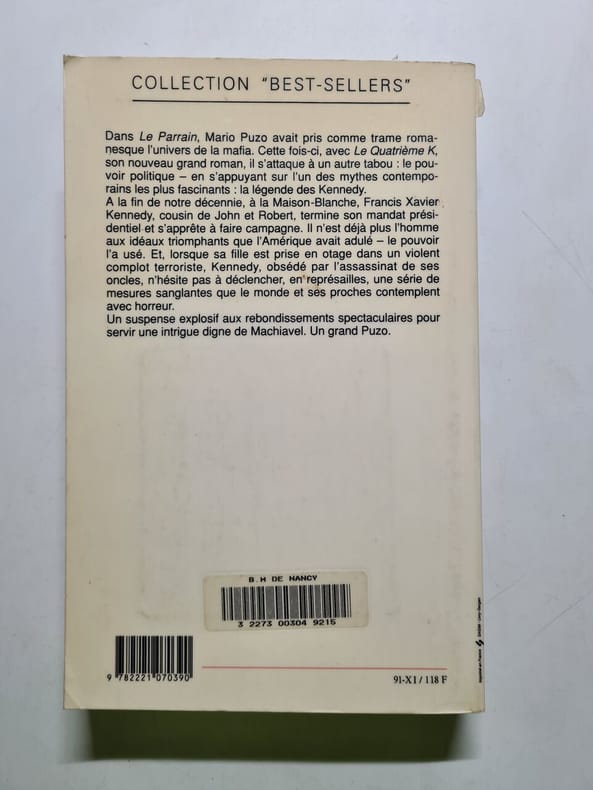 COLLECTION "BEST-SELLERS"
Dans Le Parrain, Mario Puzo avait pris comme trame roma-
nesque l'univers de la mafia. Cette fois-ci, avec Le Quatrième K,
son nouveau grand roman, il s'attaque à un autre tabou : le pou-
voir politique – en s'appuyant sur l'un des mythes contempo-
rains les plus fascinants : la légende des Kennedy.
A la fin de notre décennie, à la Maison-Blanche, Francis Xavier
Kennedy, cousin de John et Robert, termine son mandat prési-
dentiel et s'apprête à faire campagne. Il n'est déjà plus l'homme
aux idéaux triomphants que l'Amérique avait adulé – le pouvoir
l'a usé. Et, lorsque sa fille est prise en otage dans un violent
complot terroriste, Kennedy, obsédé par l'assassinat de ses
oncles, n'hésite pas à déclencher, en représailles, une série de
mesures sanglantes que le monde et ses proches contemplent
avec horreur.
Un suspense explosif aux rebondissements spectaculaires pour
servir une intrigue digne de Machiavel. Un grand Puzo.
B.H DE NANCY
3 2273 00304 9215
9 782221 070390
91-XI / 118 F